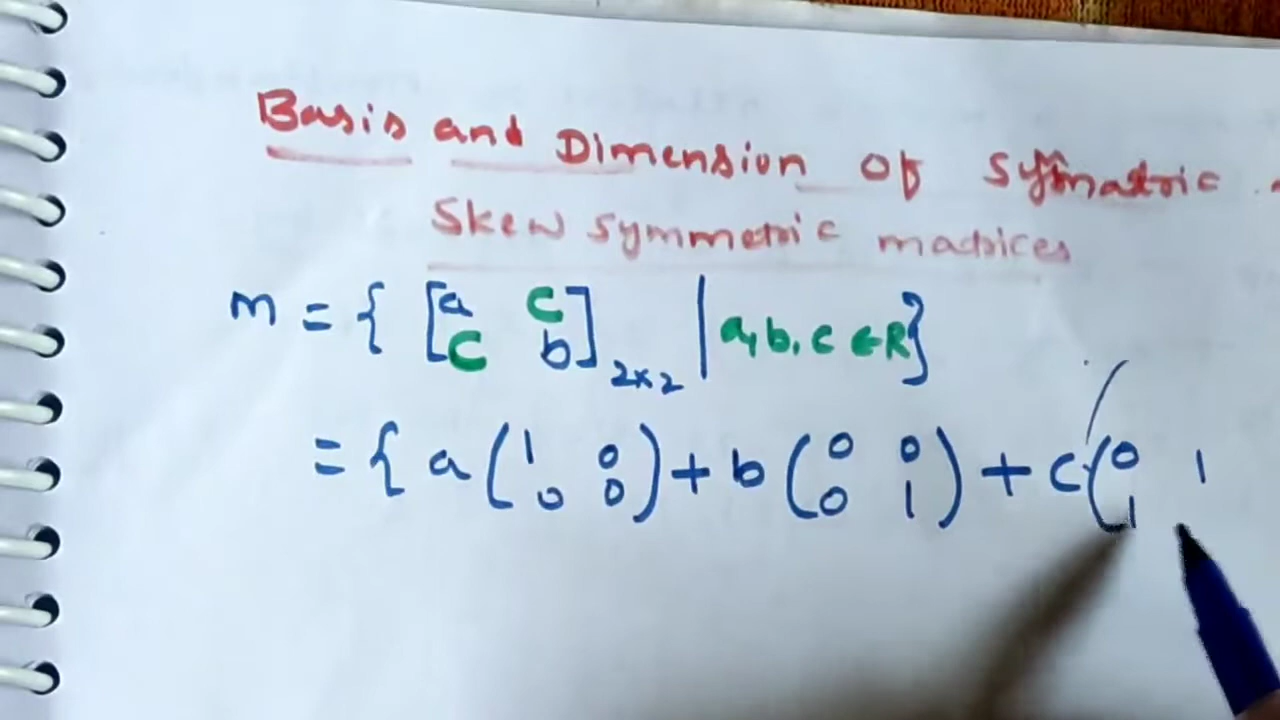 Basis and Dimension of Symmatric
Skew symmetric matrices
m = { [a c
c b]2x2 | a, b, c ∈ R}
= { a (1 0
0 0) + b (0 0
0 1) + c (0 1
1